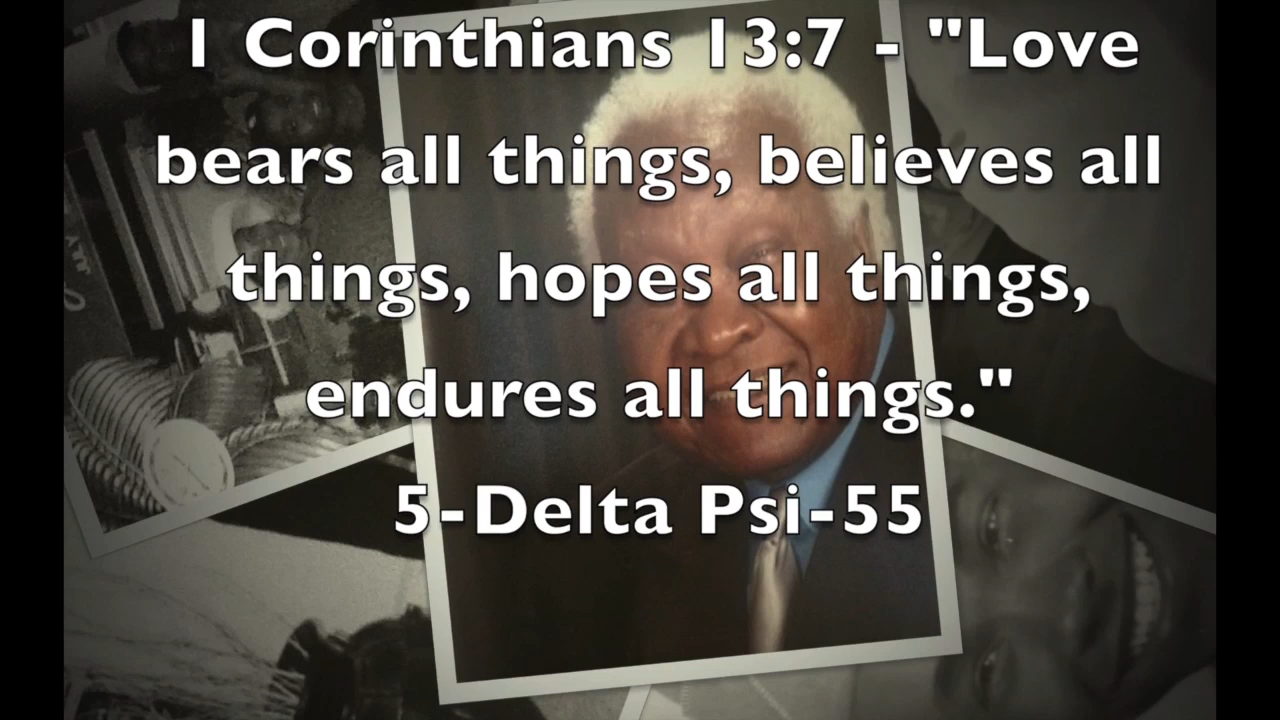 1 Corinthians 13:7 - "Love
bears all things, believes all
things, hopes all things,
endures all things."
5-Delta Psi-55